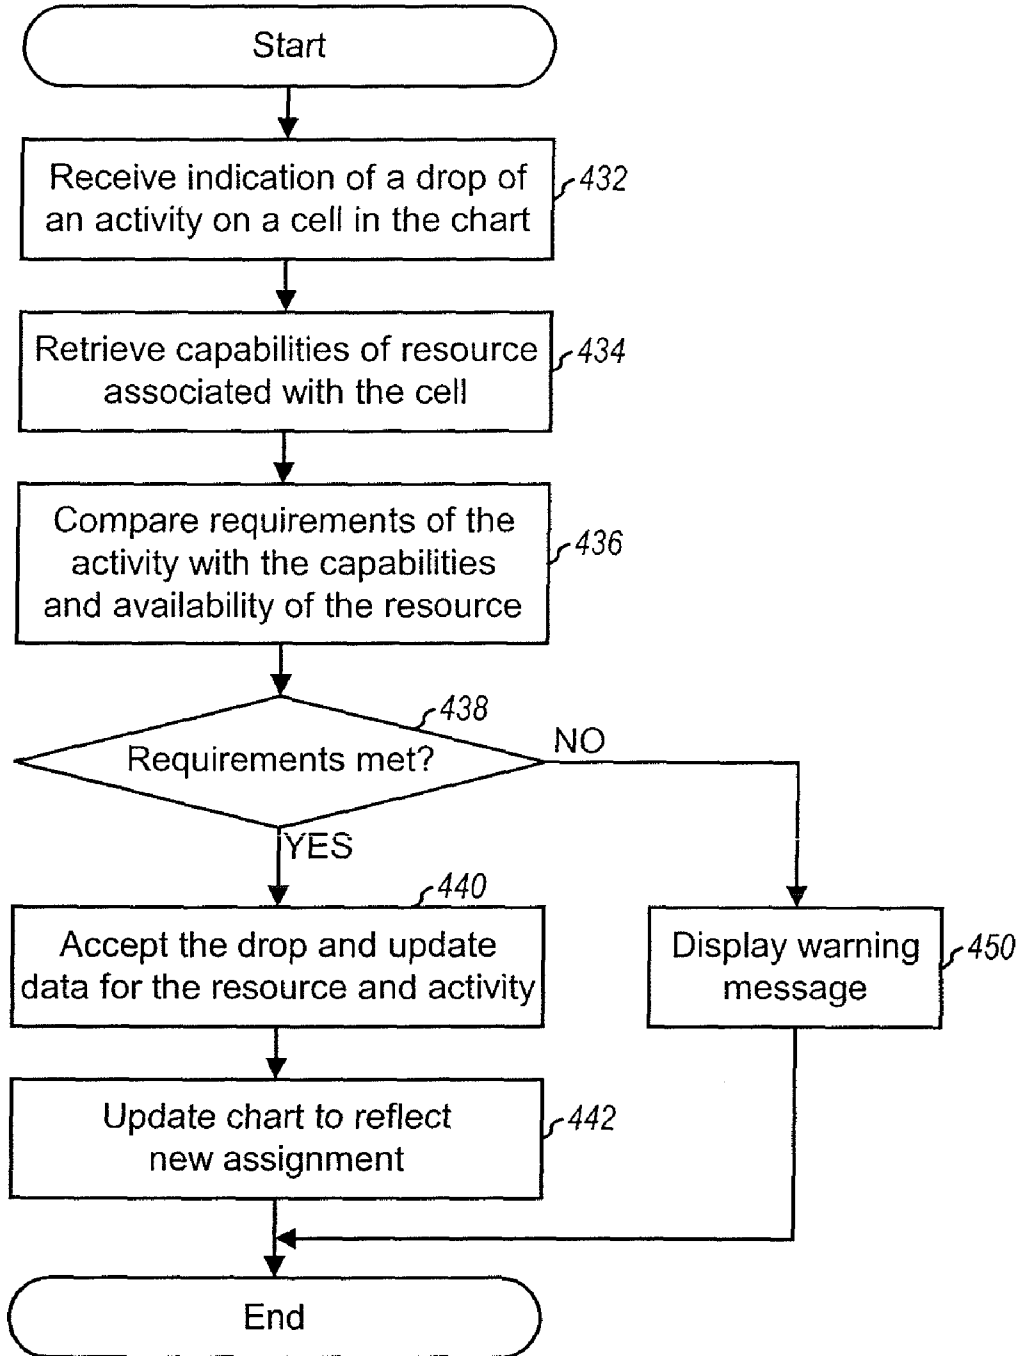 Start
Receive indication of a drop of
an activity on a cell in the chart
432
Retrieve capabilities of resource
associated with the cell
434
Compare requirements of the
activity with the capabilities
and availability of the resource
436
438
Requirements met?
NO
YES
440
Accept the drop and update
data for the resource and activity
Display warning
message
450
Update chart to reflect
new assignment
442
End